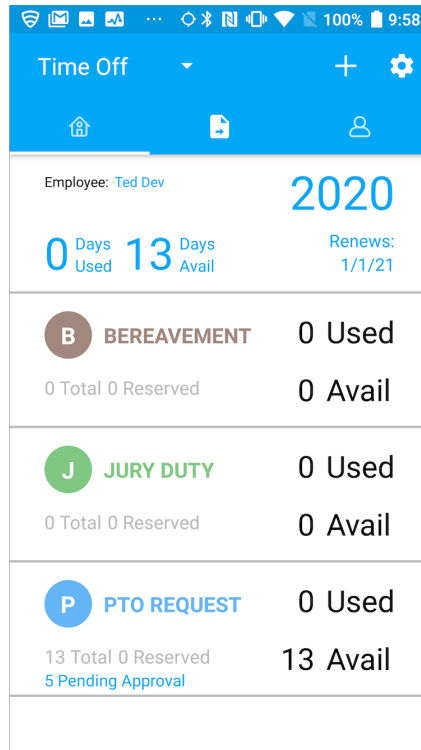 100% 9:58
Time Off
Employee: Ted Dev
2020
0 Days Used 13 Days Avail
Renews: 1/1/21
B BEREAVEMENT
0 Used
0 Total 0 Reserved
0 Avail
J JURY DUTY
0 Used
0 Total 0 Reserved
0 Avail
P PTO REQUEST
0 Used
13 Total 0 Reserved
13 Avail
5 Pending Approval